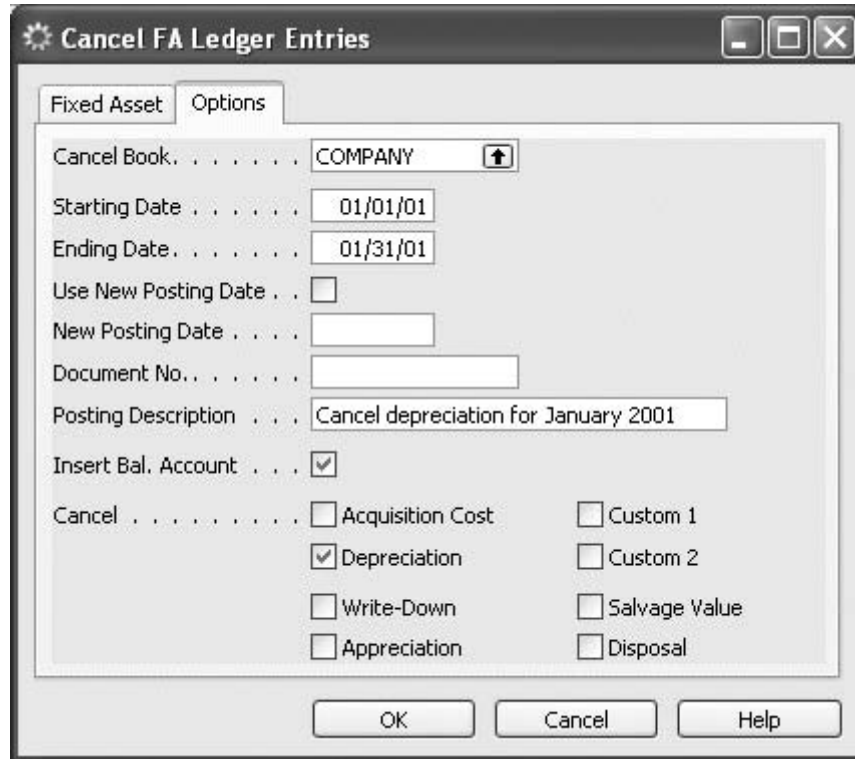 Cancel FA Ledger Entries
Fixed Asset Options
Cancel Book. . . . . . . COMPANY
Starting Date . . . . . . 01/01/01
Ending Date. . . . . . . 01/31/01
Use New Posting Date . .
New Posting Date . . . .
Document No.. . . . . .
Posting Description . . . Cancel depreciation for January 2001
Insert Bal. Account . . .
Cancel . . . . . . . . . Acquisition Cost Custom 1
Depreciation Custom 2
Write-Down Salvage Value
Appreciation Disposal
OK Cancel Help